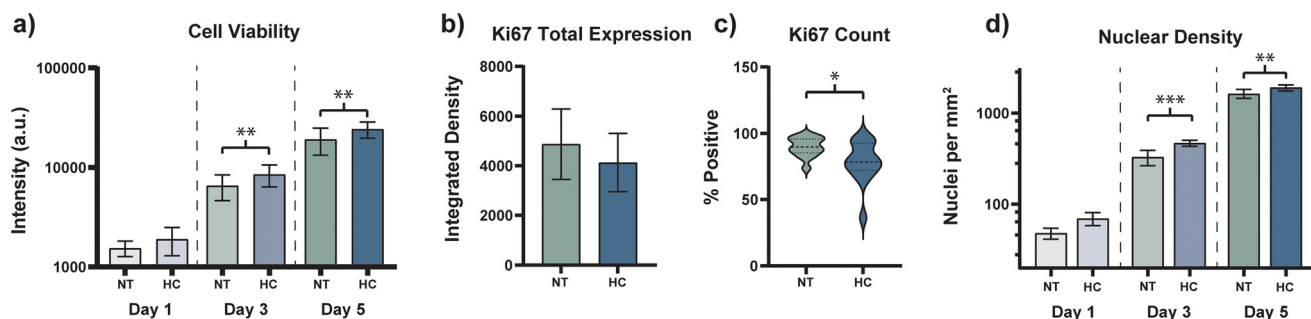 a)
Cell Viability
Intensity (a.u.)
100000
10000
1000
**
**
NT HC NT HC NT HC
Day 1 Day 3 Day 5
b)
Ki67 Total Expression
Integrated Density
8000
6000
4000
2000
0
NT HC
c)
Ki67 Count
% Positive
150
100
50
0
*
NT HC
d)
Nuclear Density
Nuclei per mm²
1000
100
***
**
NT HC NT HC NT HC
Day 1 Day 3 Day 5